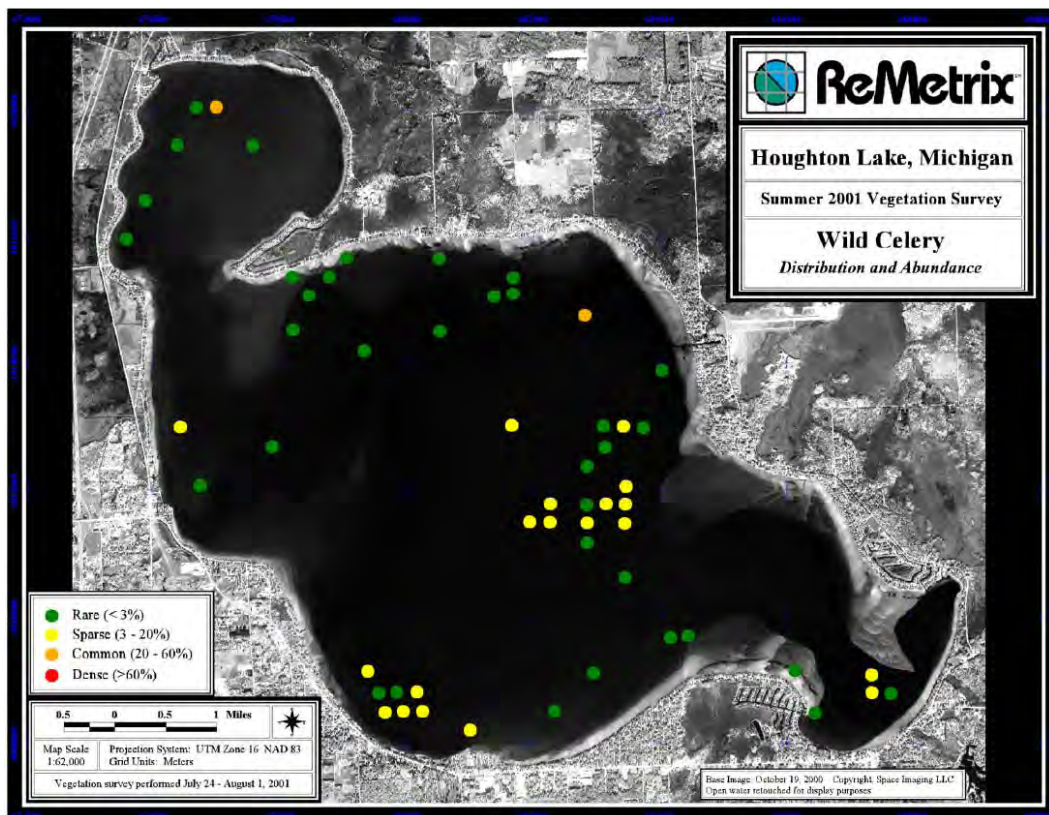 ReMetrix
Houghton Lake, Michigan
Summer 2001 Vegetation Survey
Wild Celery
Distribution and Abundance
Rare (< 3%)
Sparse (3 - 20%)
Common (20 - 60%)
Dense (>60%)
0.5 0 0.5 1 Miles
Map Scale
1:62,000
Projection System: UTM Zone 16 NAD 83
Grid Units: Meters
Vegetation survey performed July 24 - August 1, 2001
Base Image: October 19, 2000 Copyright, Space Imaging LLC
Open water retouched for display purposes